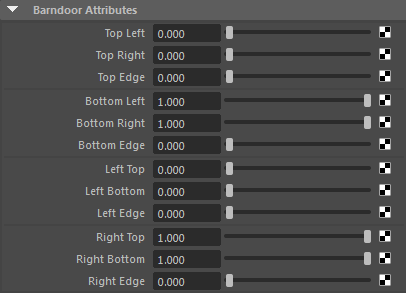 Barndoor Attributes
Top Left 0.000
Top Right 0.000
Top Edge 0.000
Bottom Left 1.000
Bottom Right 1.000
Bottom Edge 0.000
Left Top 0.000
Left Bottom 0.000
Left Edge 0.000
Right Top 1.000
Right Bottom 1.000
Right Edge 0.000